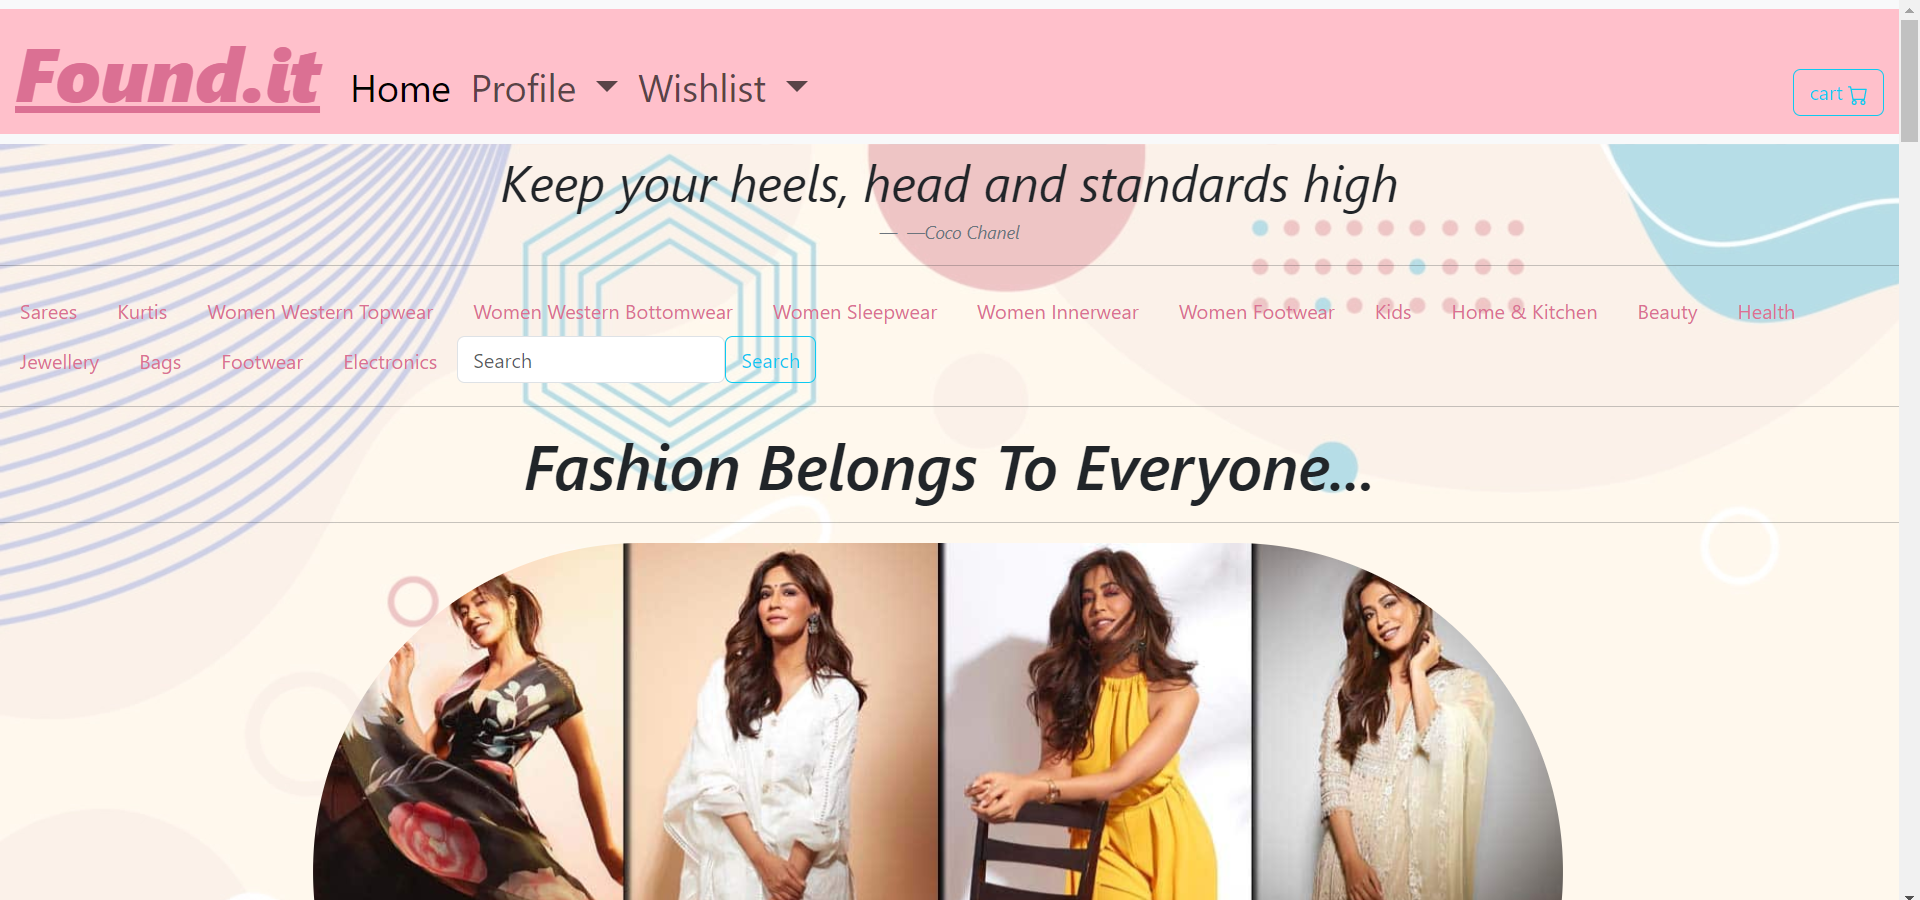 Found.it Home Profile Wishlist cart
Keep your heels, head and standards high
— —Coco Chanel
Sarees Kurtis Women Western Topwear Women Western Bottomwear Women Sleepwear Women Innerwear Women Footwear Kids Home & Kitchen Beauty Health
Jewellery Bags Footwear Electronics Search Search
Fashion Belongs To Everyone...